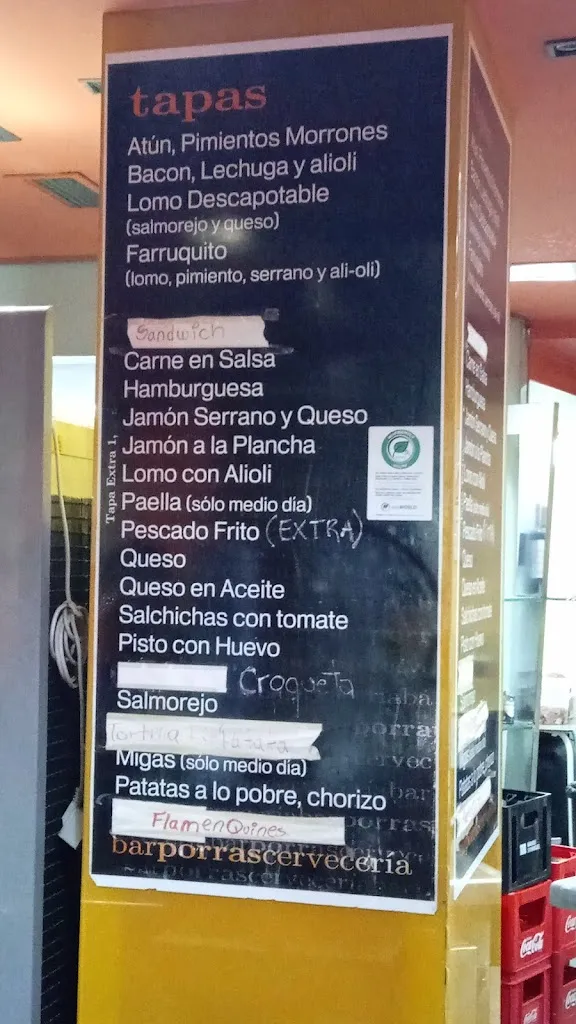 tapas
Atún, Pimientos Morrones
Bacon, Lechuga y alioli
Lomo Descapotable
(salmorejo y queso)
Farruquito
(lomo, pimiento, serrano y ali-oli)
Sandwich
Carne en Salsa
Hamburguesa
Jamón Serrano y Queso
Jamón a la Plancha
Lomo con Alioli
Paella (sólo medio día)
Pescado Frito (EXTRA)
Queso
Queso en Aceite
Salchichas con tomate
Pisto con Huevo
Croqueta
Salmorejo
Migas (sólo medio día)
Patatas a lo pobre, chorizo
FlamenQuines
barporrascervecería
Tapa Extra 1,
Coca-Cola